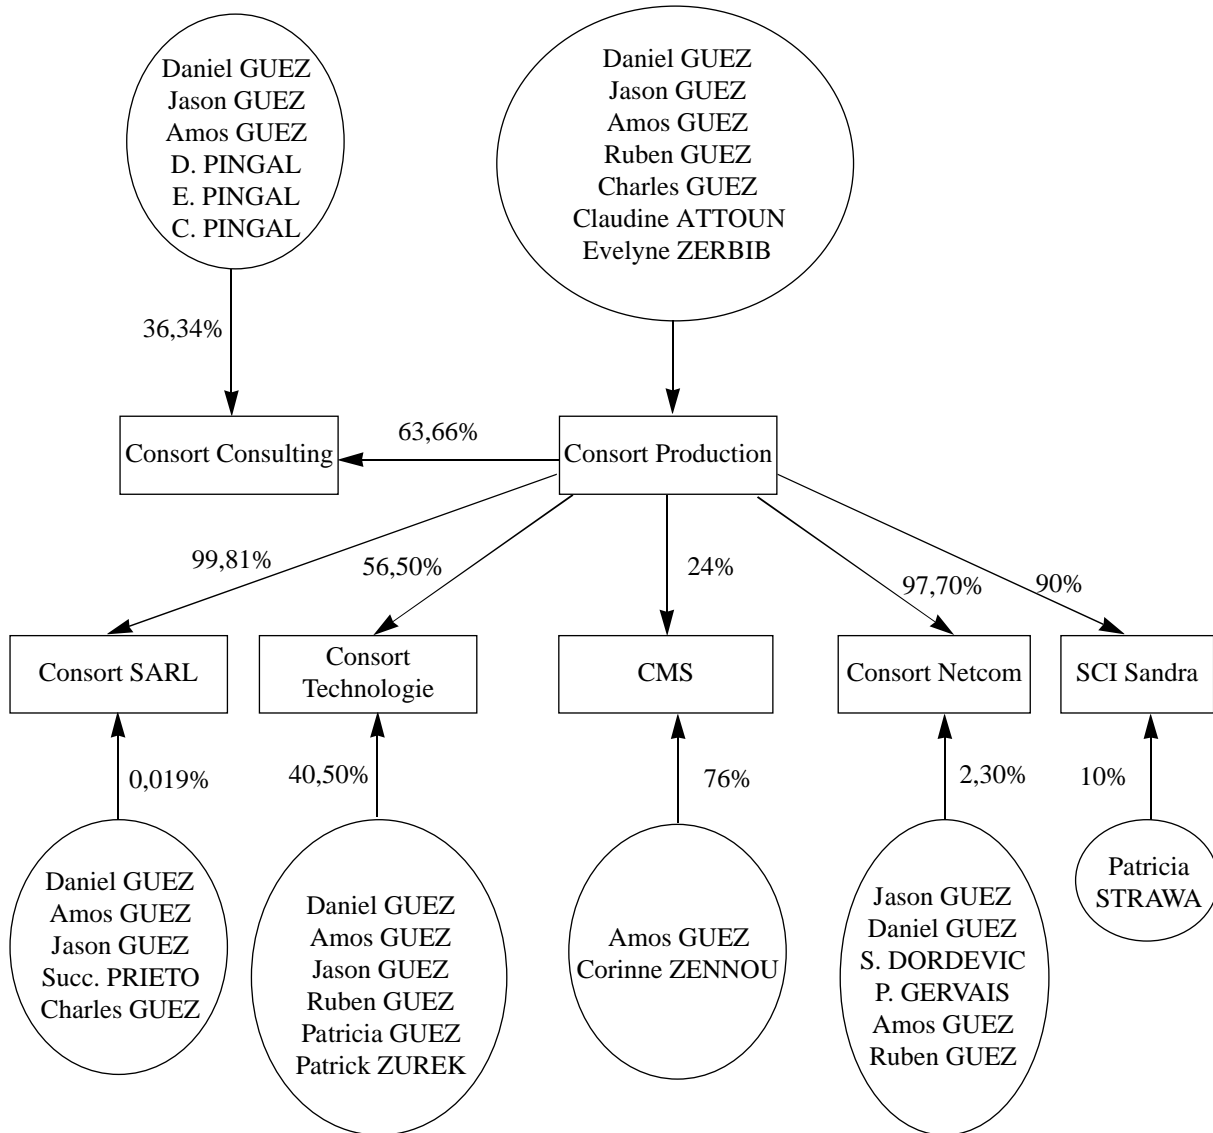 Daniel GUEZ
Jason GUEZ
Amos GUEZ
D. PINGAL
E. PINGAL
C. PINGAL
Daniel GUEZ
Jason GUEZ
Amos GUEZ
Ruben GUEZ
Charles GUEZ
Claudine ATTOUN
Evelyne ZERBIB
36,34%
Consort Consulting
63,66%
Consort Production
99,81%
56,50%
24%
97,70%
90%
Consort SARL
Consort
Technologie
CMS
Consort Netcom
SCI Sandra
0,019%
40,50%
76%
2,30%
10%
Daniel GUEZ
Amos GUEZ
Jason GUEZ
Succ. PRIETO
Charles GUEZ
Daniel GUEZ
Amos GUEZ
Jason GUEZ
Ruben GUEZ
Patricia GUEZ
Patrick ZUREK
Amos GUEZ
Corinne ZENNOU
Jason GUEZ
Daniel GUEZ
S. DORDEVIC
P. GERVAIS
Amos GUEZ
Ruben GUEZ
Patricia
STRAWA